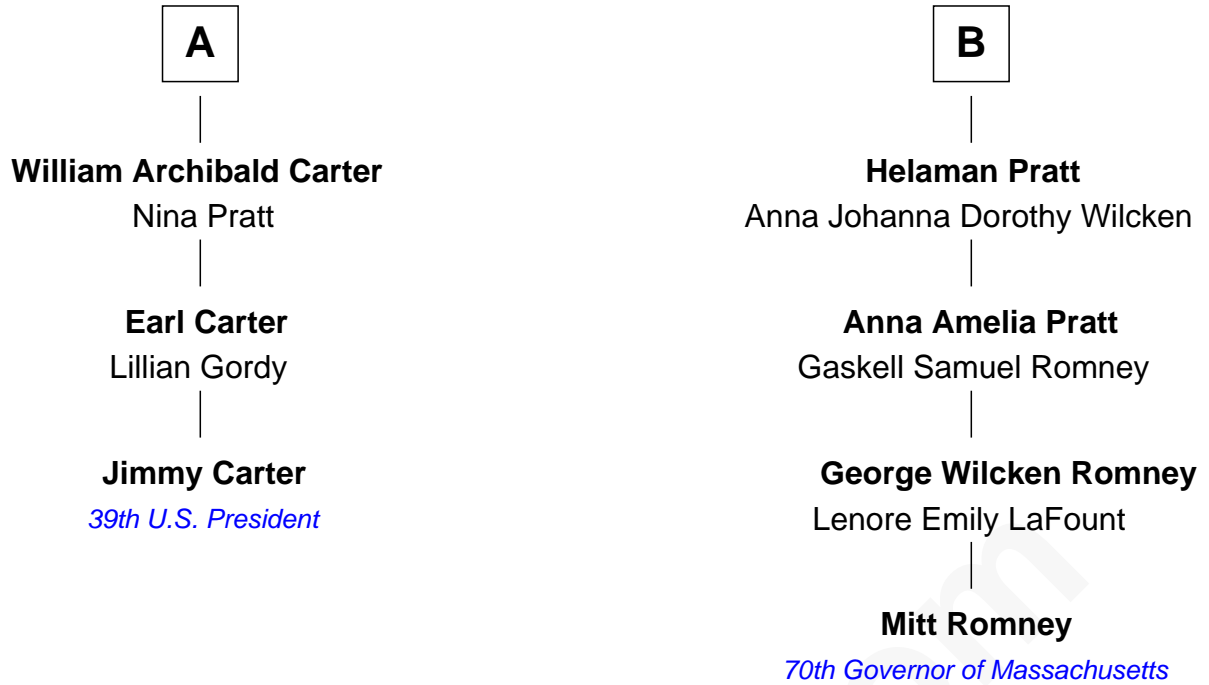 A
William Archibald Carter
Nina Pratt
Earl Carter
Lillian Gordy
Jimmy Carter
39th U.S. President
B
Helaman Pratt
Anna Johanna Dorothy Wilcken
Anna Amelia Pratt
Gaskell Samuel Romney
George Wilcken Romney
Lenore Emily LaFount
Mitt Romney
70th Governor of Massachusetts